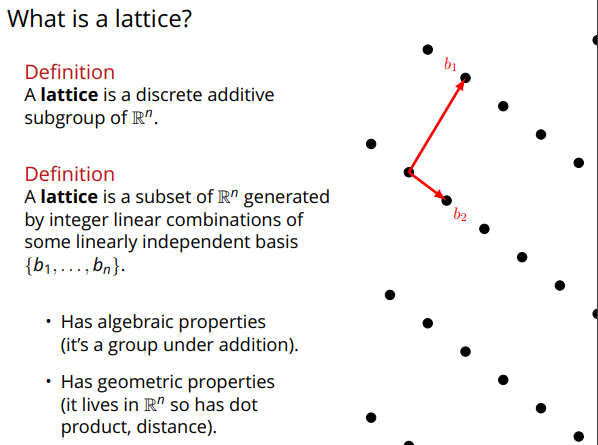 What is a lattice?
Definition
A lattice is a discrete additive
subgroup of ℝⁿ.
Definition
A lattice is a subset of ℝⁿ generated
by integer linear combinations of
some linearly independent basis
{b₁, . . . , bₙ}.
• Has algebraic properties
(it’s a group under addition).
• Has geometric properties
(it lives in ℝⁿ so has dot
product, distance).
b₁
b₂